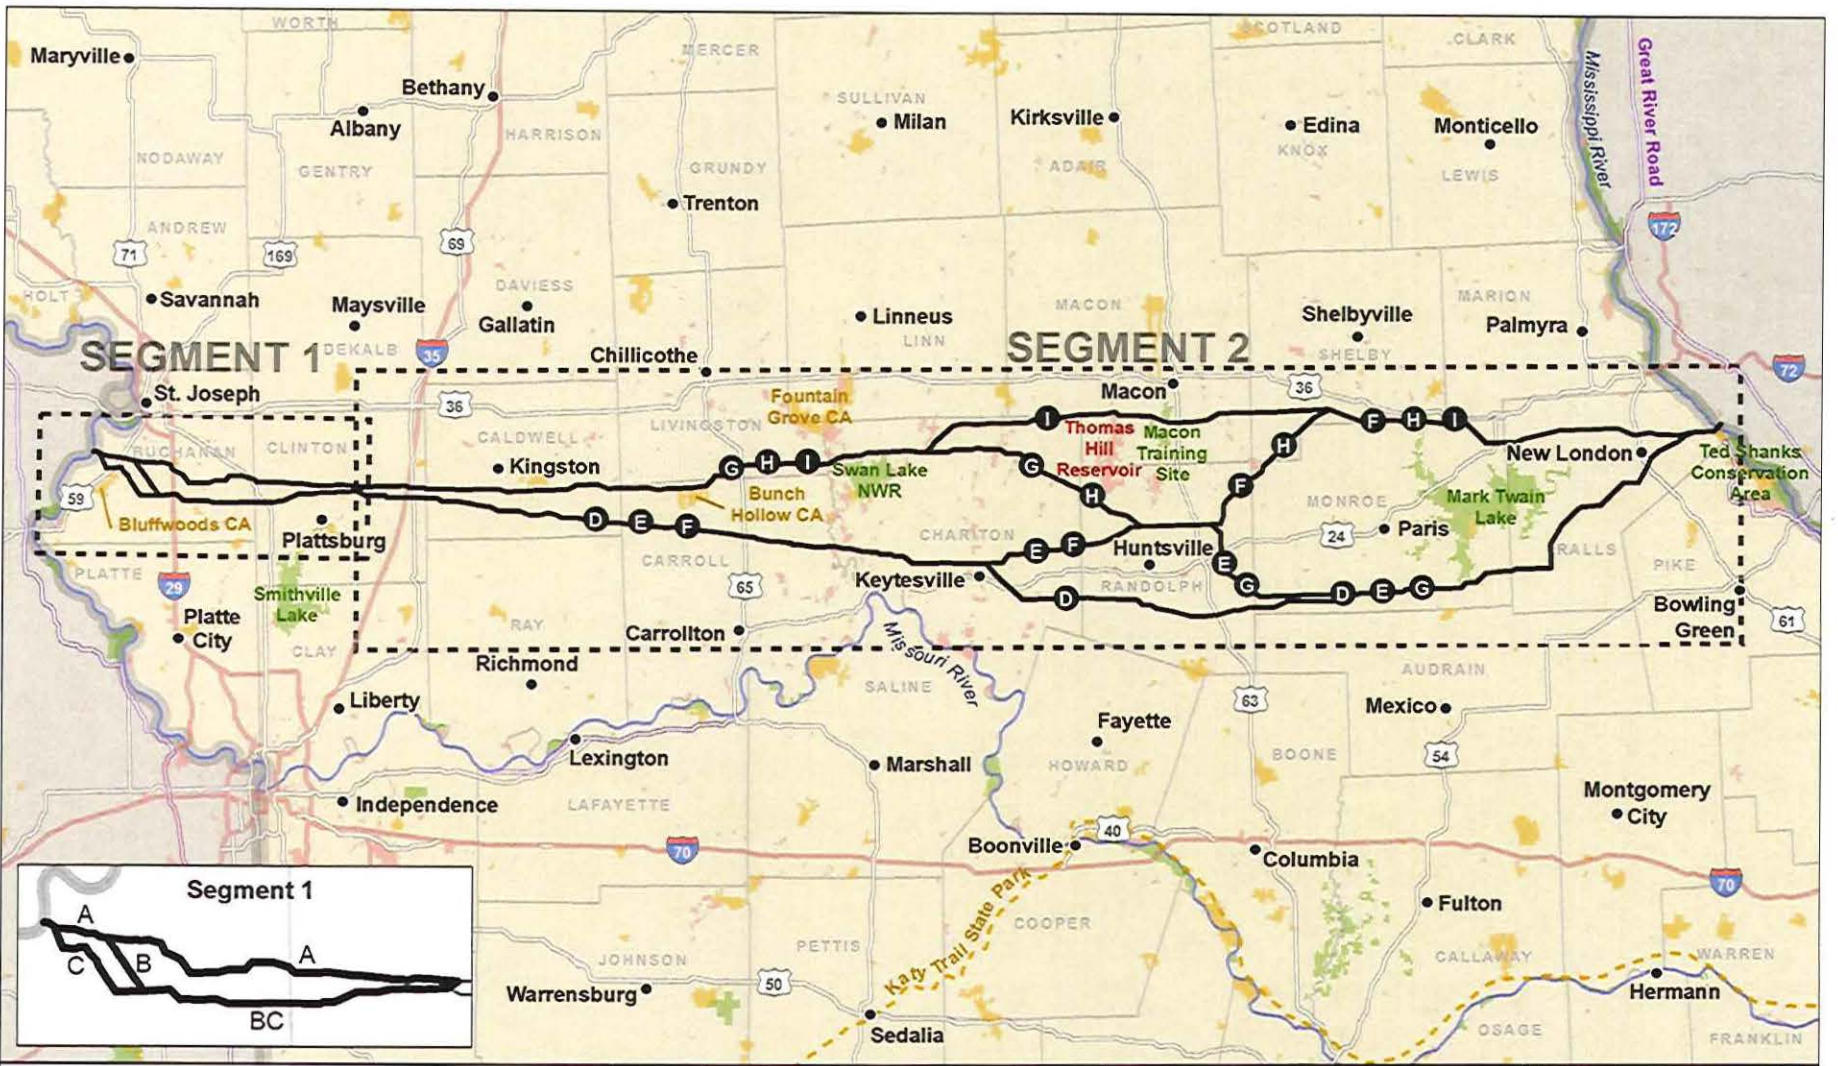 WORTH
Maryville
MERCER
SCOTLAND
CLARK
Bethany
SULLIVAN
Milan
Kirksville
Edina
KNOX
Monticello
Albany
HARRISON
NODAWAY
GENTRY
GRUNDY
ADAIR
LEWIS
Mississippi River
Great River Road
Trenton
ANDREW
71
169
69
172
HOLT
Savannah
Maysville
DAVIESS
Gallatin
Linneus
LINN
MACON
Shelbyville
SHELBY
MARION
Palmyra
SEGMENT 1
DEKALB
35
Chillicothe
SEGMENT 2
72
St. Joseph
36
Macon
36
Fountain
Grove CA
LIVINGSTON
BUCHANAN
CLINTON
CALDWELL
I
Thomas
Hill
Reservoir
Macon
Training
Site
F H I
H
New London
Kingston
G H I
Swan Lake
NWR
G
H
F
Ted Shanks
Conservation
Area
59
Bluffwoods CA
Plattsburg
Bunch
Hollow CA
MONROE
Mark Twain
Lake
D E F
CHARITON
24
Paris
E F
Huntsville
E
RALLS
PLATTE
29
Smithville
Lake
CARROLL
65
Keytesville
RANDOLPH
G
D
D E G
PIKE
Bowling
Green
61
Platte
City
CLAY
RAY
Carrollton
Missouri River
Richmond
SALINE
AUDRAIN
Liberty
63
Mexico
Lexington
Marshall
Fayette
HOWARD
BOONE
54
Independence
LAFAYETTE
Montgomery
City
70
Boonville
40
Columbia
70
Segment 1
A
C
B
A
BC
Katy Trail State Park
COOPER
Fulton
JOHNSON
PETTIS
CALLAWAY
WARREN
Warrensburg
50
Hermann
Sedalia
OSAGE
FRANKLIN